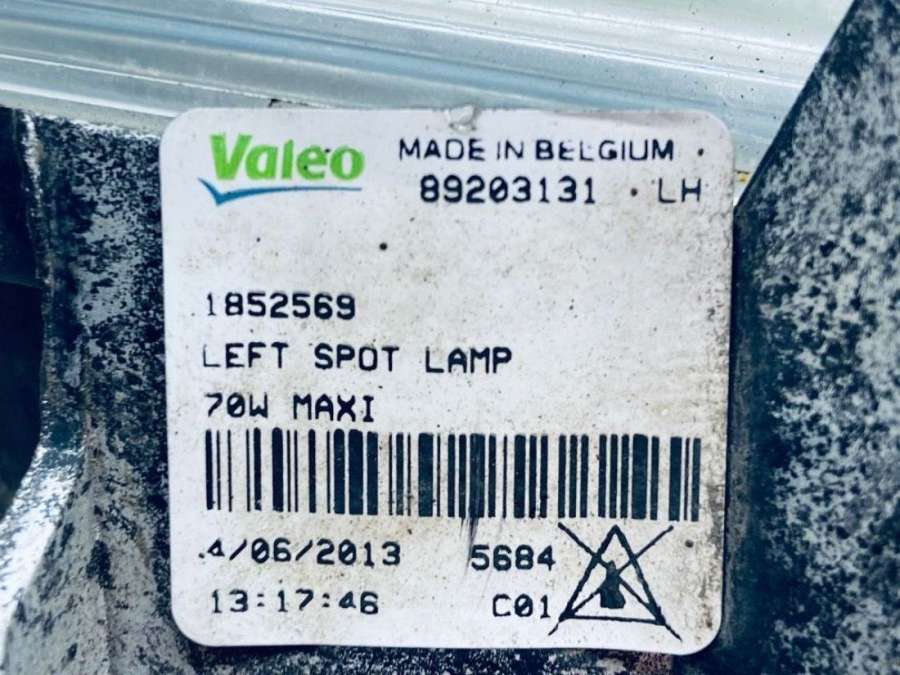 Valeo
MADE IN BELGIUM
89203131 LH
1852569
LEFT SPOT LAMP
70W MAXI
4/06/2013 5684
13:17:46 C01